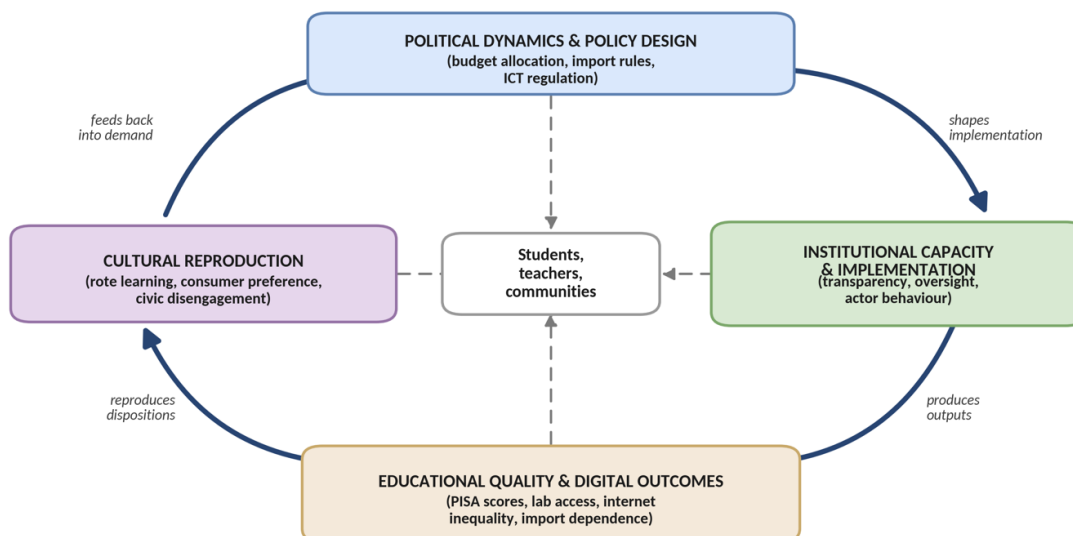 POLITICAL DYNAMICS & POLICY DESIGN
(budget allocation, import rules,
ICT regulation)
feeds back
into demand
shapes
implementation
CULTURAL REPRODUCTION
(rote learning, consumer preference,
civic disengagement)
Students,
teachers,
communities
INSTITUTIONAL CAPACITY
& IMPLEMENTATION
(transparency, oversight,
actor behaviour)
reproduces
dispositions
produces
outputs
EDUCATIONAL QUALITY & DIGITAL OUTCOMES
(PISA scores, lab access, internet
inequality, import dependence)